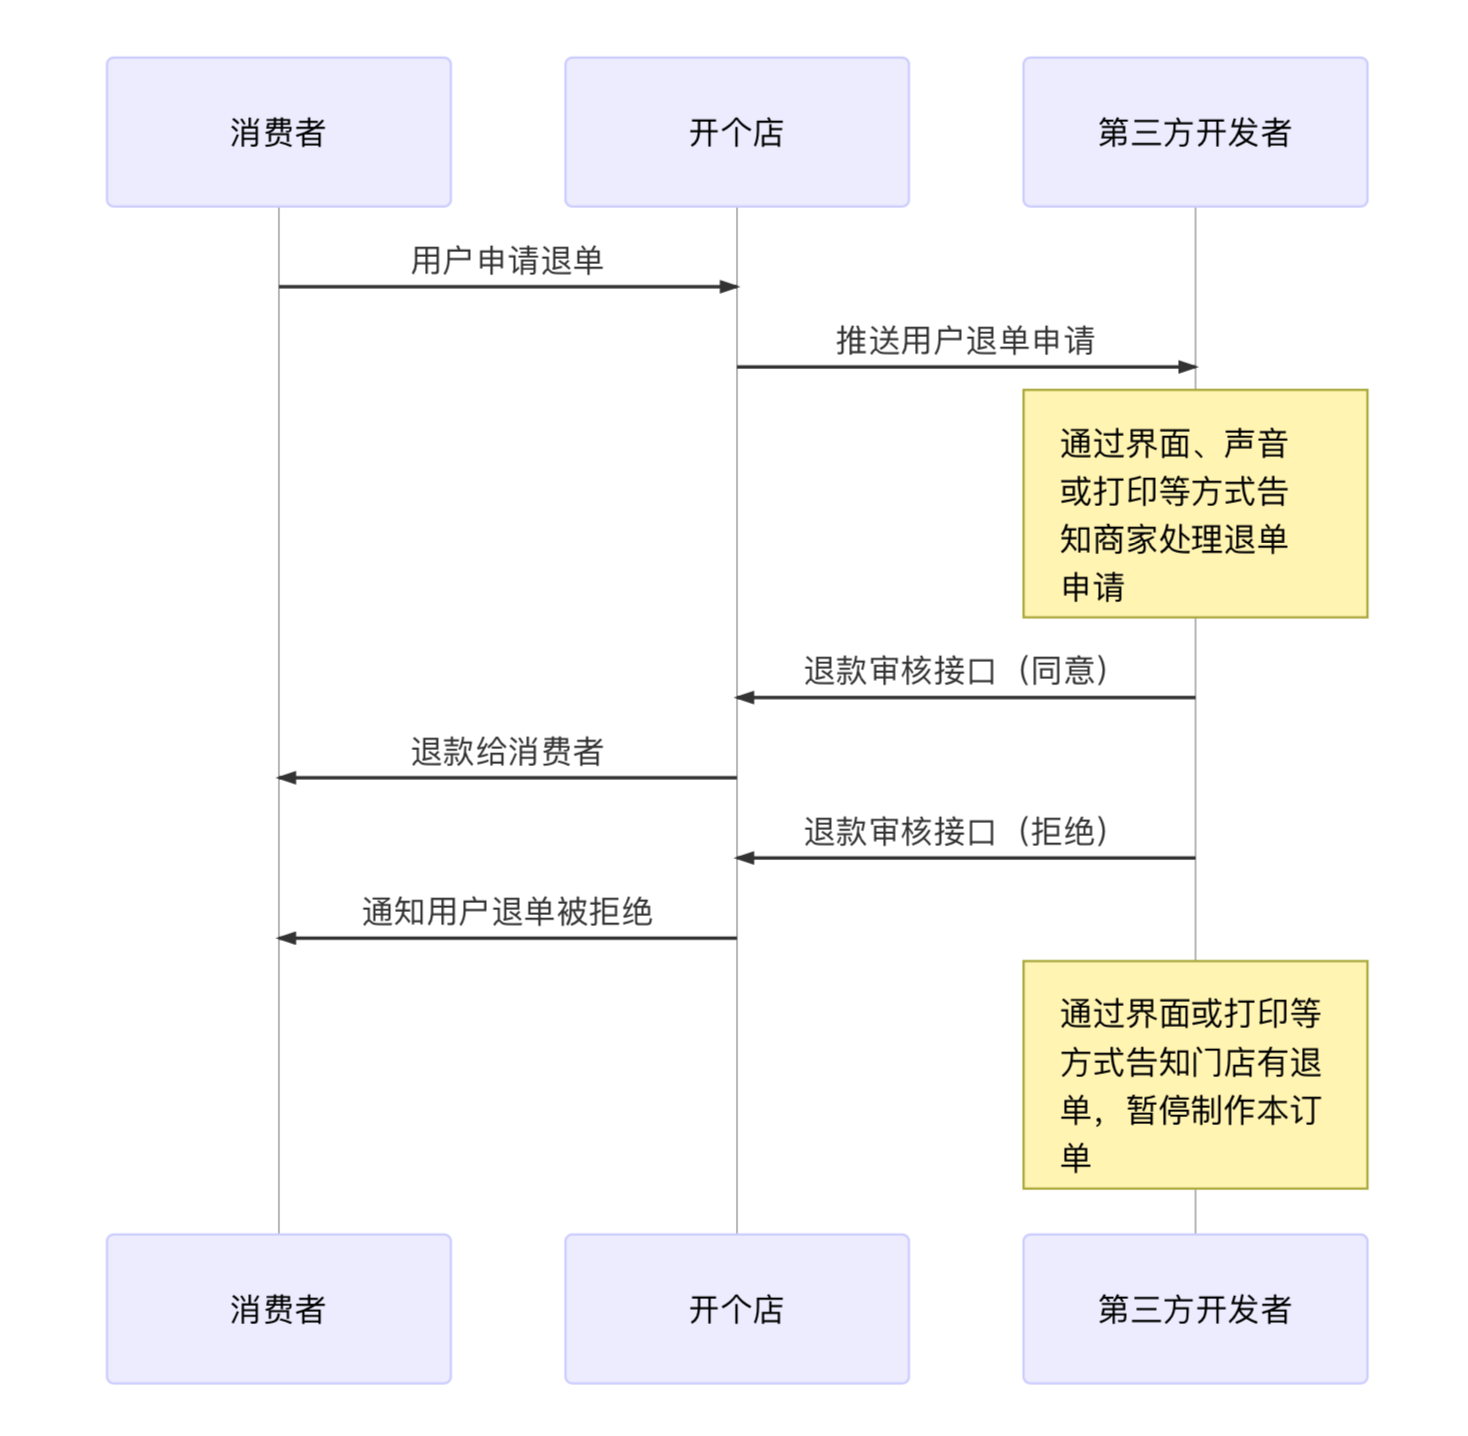 消费者
开个店
第三方开发者
用户申请退单
推送用户退单申请
通过界面、声音
或打印等方式告
知商家处理退单
申请
退款审核接口（同意）
退款给消费者
退款审核接口（拒绝）
通知用户退单被拒绝
通过界面或打印等
方式告知门店有退
单，暂停制作本订
单
消费者
开个店
第三方开发者